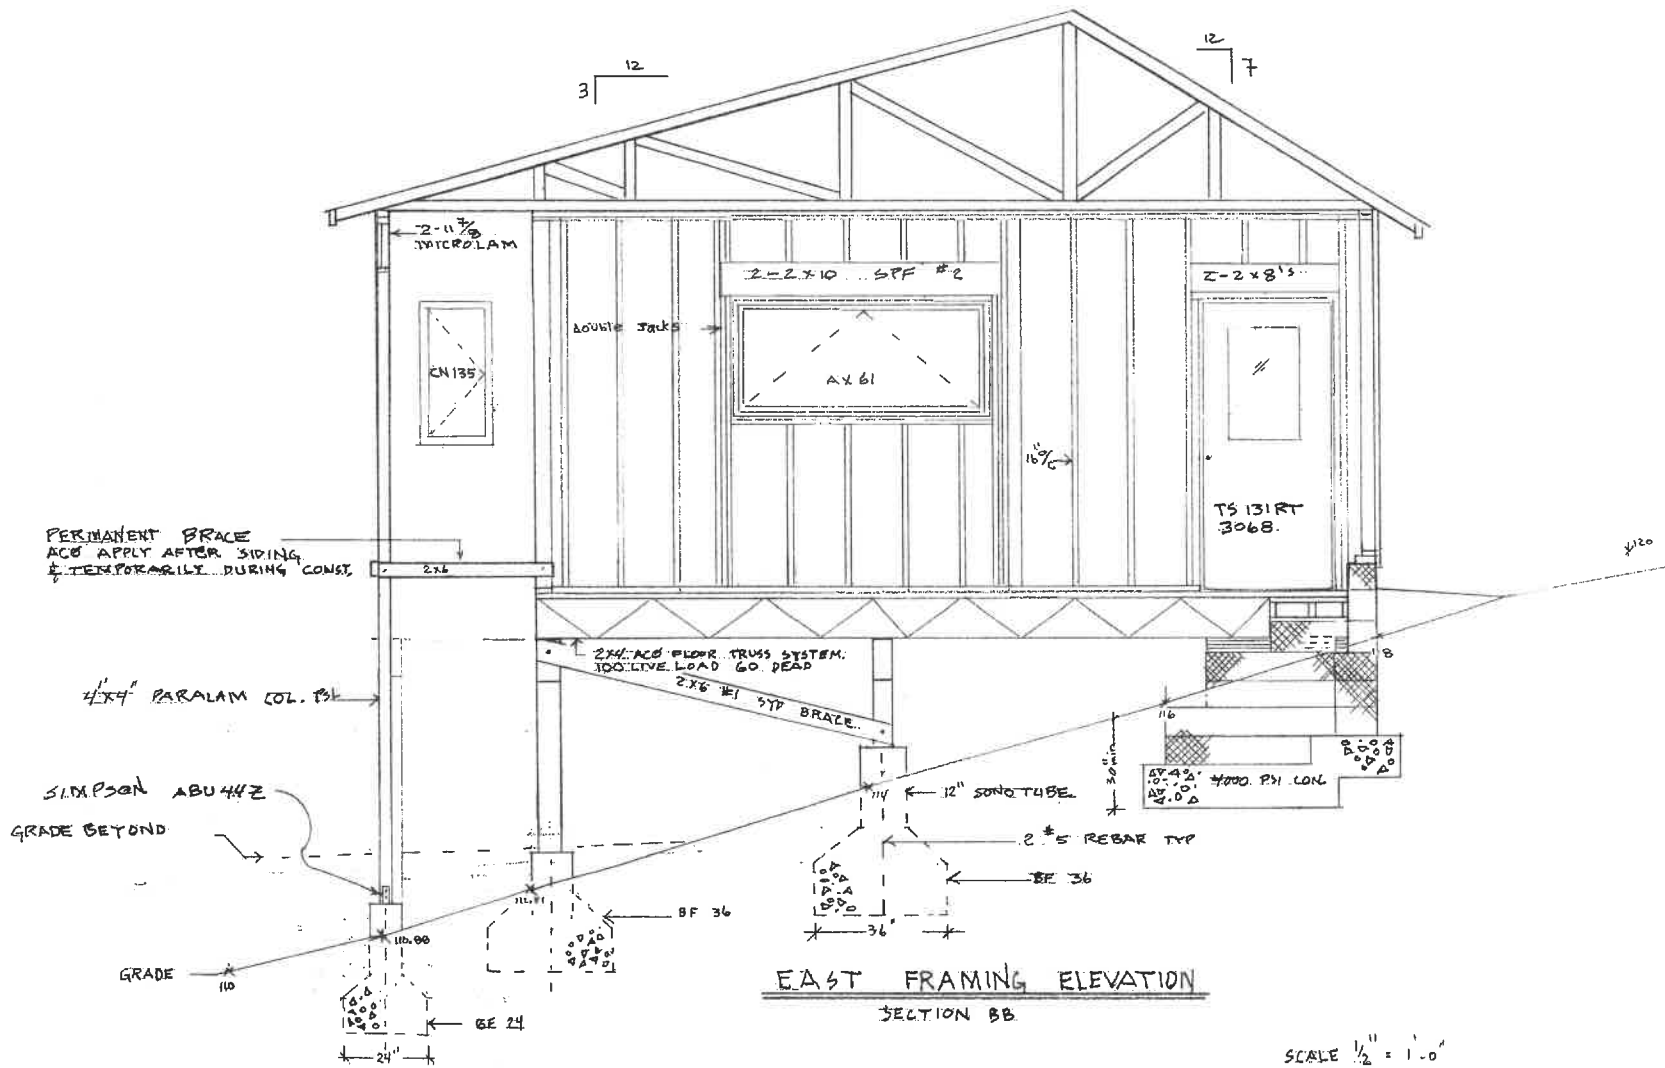 12
3
12
7
2-11 7/8
MICROLAM
2-2x10 SPF #2
2-2x8's
DOUBLE JACKS
CN135
AX61
16" O/C
TS 131RT
3068
PERMANENT BRACE
ACQ APPLY AFTER SIDING
& TEMPORARILY DURING CONST.
2x6
120
2x4 ACQ FLOOR TRUSS SYSTEM.
100 LIVE LOAD 60 DEAD
2x6 #1 SYP BRACE
118
4"x4" PARALAM COL. PSL
116
30" min
4000 PSI CON.
SIMPSON ABU44Z
114
12" SONOTUBE
GRADE BEYOND
2 #5 REBAR TYP
BF 36
BF 36
36"
110.88
GRADE
110
EAST FRAMING ELEVATION
SECTION BB
BF 24
24"
SCALE 1/2" = 1'-0"